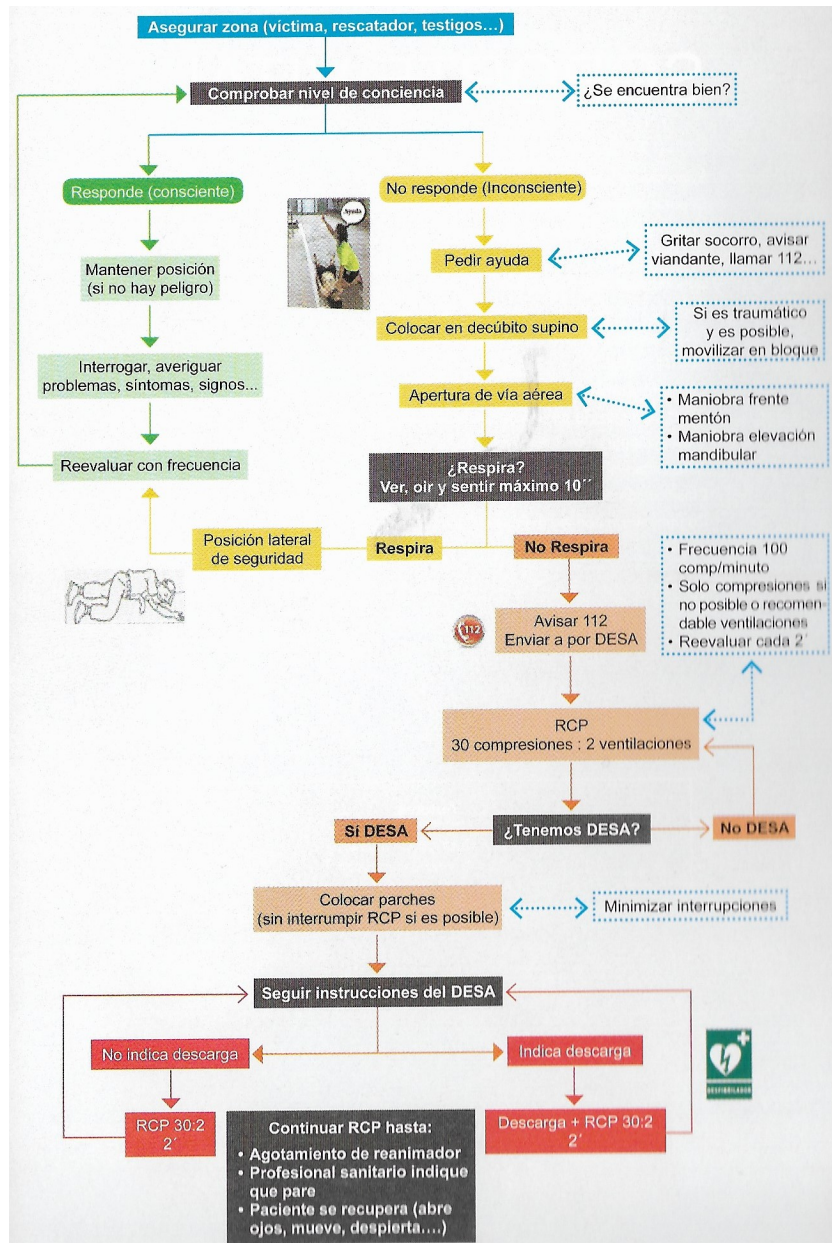 Asegurar zona (víctima, rescatador, testigos...)
Comprobar nivel de conciencia
¿Se encuentra bien?
Responde (consciente)
No responde (Inconsciente)
Ayuda
Mantener posición
(si no hay peligro)
Pedir ayuda
Gritar socorro, avisar
viandante, llamar 112...
Colocar en decúbito supino
Si es traumático
y es posible,
movilizar en bloque
Interrogar, averiguar
problemas, síntomas, signos...
Apertura de vía aérea
• Maniobra frente
mentón
• Maniobra elevación
mandibular
Reevaluar con frecuencia
¿Respira?
Ver, oir y sentir máximo 10´´
Posición lateral
de seguridad
Respira
No Respira
• Frecuencia 100
comp/minuto
• Solo compresiones si
no posible o recomen-
dable ventilaciones
• Reevaluar cada 2´
112
Avisar 112
Enviar a por DESA
RCP
30 compresiones : 2 ventilaciones
Sí DESA
¿Tenemos DESA?
No DESA
Colocar parches
(sin interrumpir RCP si es posible)
Minimizar interrupciones
Seguir instrucciones del DESA
No indica descarga
Indica descarga
DESFIBRILADOR
RCP 30:2
2´
Continuar RCP hasta:
• Agotamiento de reanimador
• Profesional sanitario indique
que pare
• Paciente se recupera (abre
ojos, mueve, despierta....)
Descarga + RCP 30:2
2´